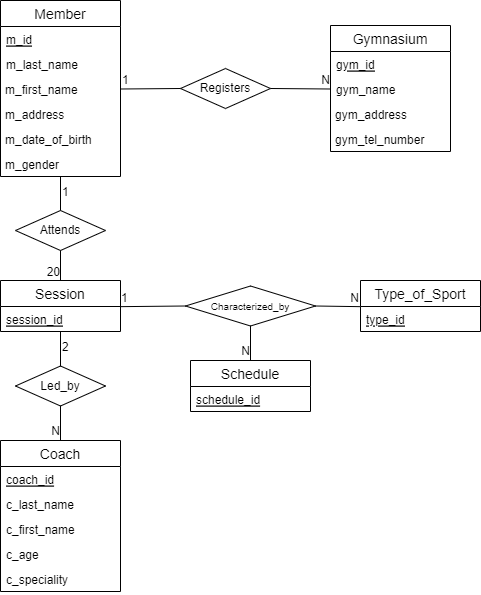 Member
m_id
m_last_name
m_first_name
m_address
m_date_of_birth
m_gender
1
Registers
N
Gymnasium
gym_id
gym_name
gym_address
gym_tel_number
1
Attends
20
Session
session_id
1
Characterized_by
N
Type_of_Sport
type_id
N
Schedule
schedule_id
2
Led_by
N
Coach
coach_id
c_last_name
c_first_name
c_age
c_speciality